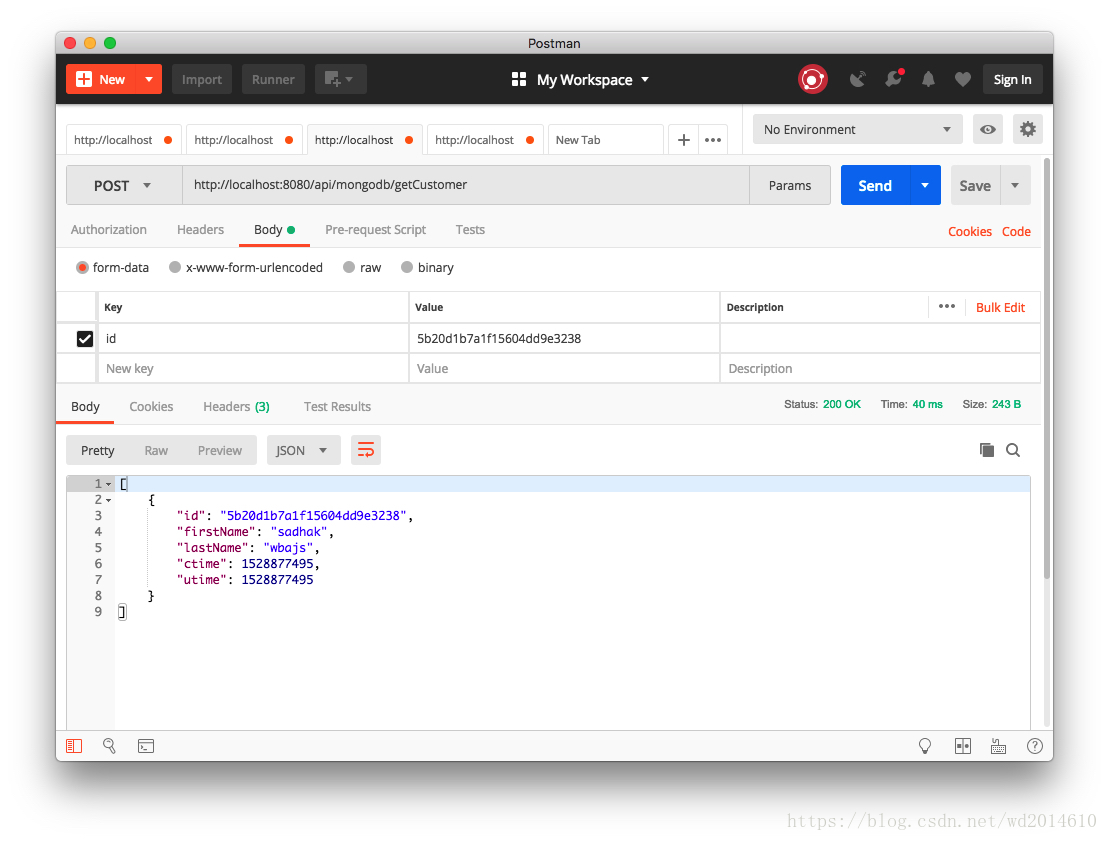 Postman
New Import Runner My Workspace Sign In
http://localhost http://localhost http://localhost http://localhost New Tab No Environment
POST http://localhost:8080/api/mongodb/getCustomer Params Send Save
Authorization Headers Body Pre-request Script Tests Cookies Code
form-data x-www-form-urlencoded raw binary
Key Value Description Bulk Edit
id 5b20d1b7a1f15604dd9e3238
New key Value Description
Body Cookies Headers (3) Test Results Status: 200 OK Time: 40 ms Size: 243 B
Pretty Raw Preview JSON
1 [
2 {
3 "id": "5b20d1b7a1f15604dd9e3238",
4 "firstName": "sadhak",
5 "lastName": "wbajs",
6 "ctime": 1528877495,
7 "utime": 1528877495
8 }
9 ]
https://blog.csdn.net/wd2014610